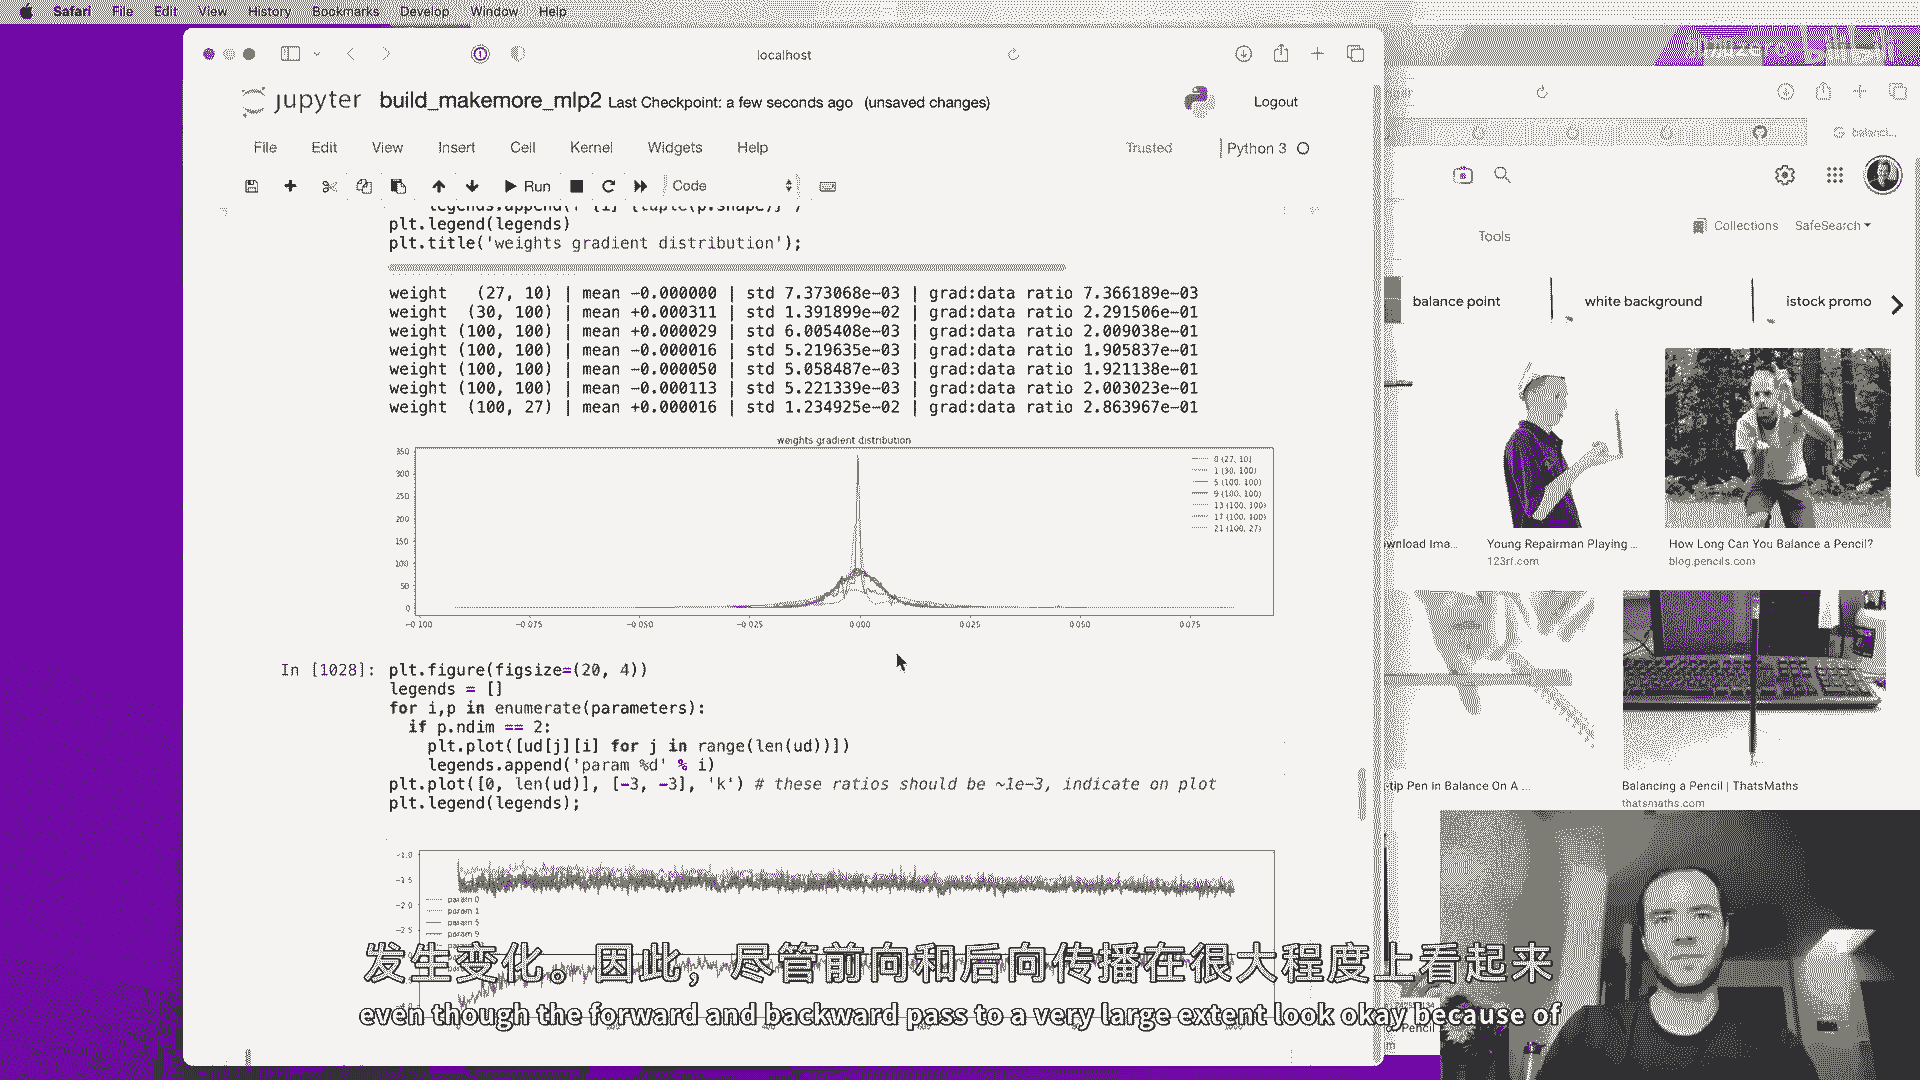 Safari File Edit View History Bookmarks Develop Window Help
localhost
jupyter build_makemore_mlp2 Last Checkpoint: a few seconds ago (unsaved changes)
Logout
File Edit View Insert Cell Kernel Widgets Help
Trusted
Python 3
Run
Code
plt.legend(legends)
plt.title('weights gradient distribution');
weight (27, 10) | mean -0.000000 | std 7.373068e-03 | grad:data ratio 7.366189e-03
weight (30, 100) | mean +0.000311 | std 1.391899e-02 | grad:data ratio 2.291506e-01
weight (100, 100) | mean +0.000029 | std 6.005408e-03 | grad:data ratio 2.009038e-01
weight (100, 100) | mean -0.000016 | std 5.219635e-03 | grad:data ratio 1.905837e-01
weight (100, 100) | mean -0.000050 | std 5.058487e-03 | grad:data ratio 1.921138e-01
weight (100, 100) | mean -0.000113 | std 5.221339e-03 | grad:data ratio 2.003023e-01
weight (100, 27) | mean +0.000016 | std 1.234925e-02 | grad:data ratio 2.863967e-01
weights gradient distribution
350
300
250
200
150
100
50
0
-0.100 -0.075 -0.050 -0.025 0.000 0.025 0.050 0.075
0 (27, 10)
1 (30, 100)
5 (100, 100)
9 (100, 100)
13 (100, 100)
17 (100, 100)
21 (100, 27)
In [1028]: plt.figure(figsize=(20, 4))
legends = []
for i,p in enumerate(parameters):
if p.ndim == 2:
plt.plot([ud[j][i] for j in range(len(ud))])
legends.append('param %d' % i)
plt.plot([0, len(ud)], [-3, -3], 'k') # these ratios should be ~1e-3, indicate on plot
plt.legend(legends);
-1.0
-1.5
-2.0
-2.5
param 0
param 1
param 5
param 9
发生变化。因此，尽管前向和后向传播在很大程度上看起来
even though the forward and backward pass to a very large extent look okay because of
Tools
Collections SafeSearch
balance point
white background
istock promo
Young Repairman Playing ...
123rf.com
How Long Can You Balance a Pencil?
blog.pencils.com
-tip Pen in Balance On A ...
Balancing a Pencil | ThatsMaths
thatsmaths.com